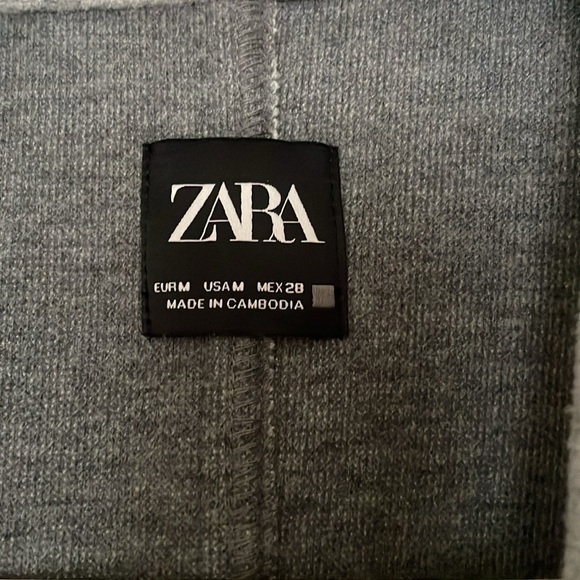 ZARA
EUR M USA M MEX 28
MADE IN CAMBODIA